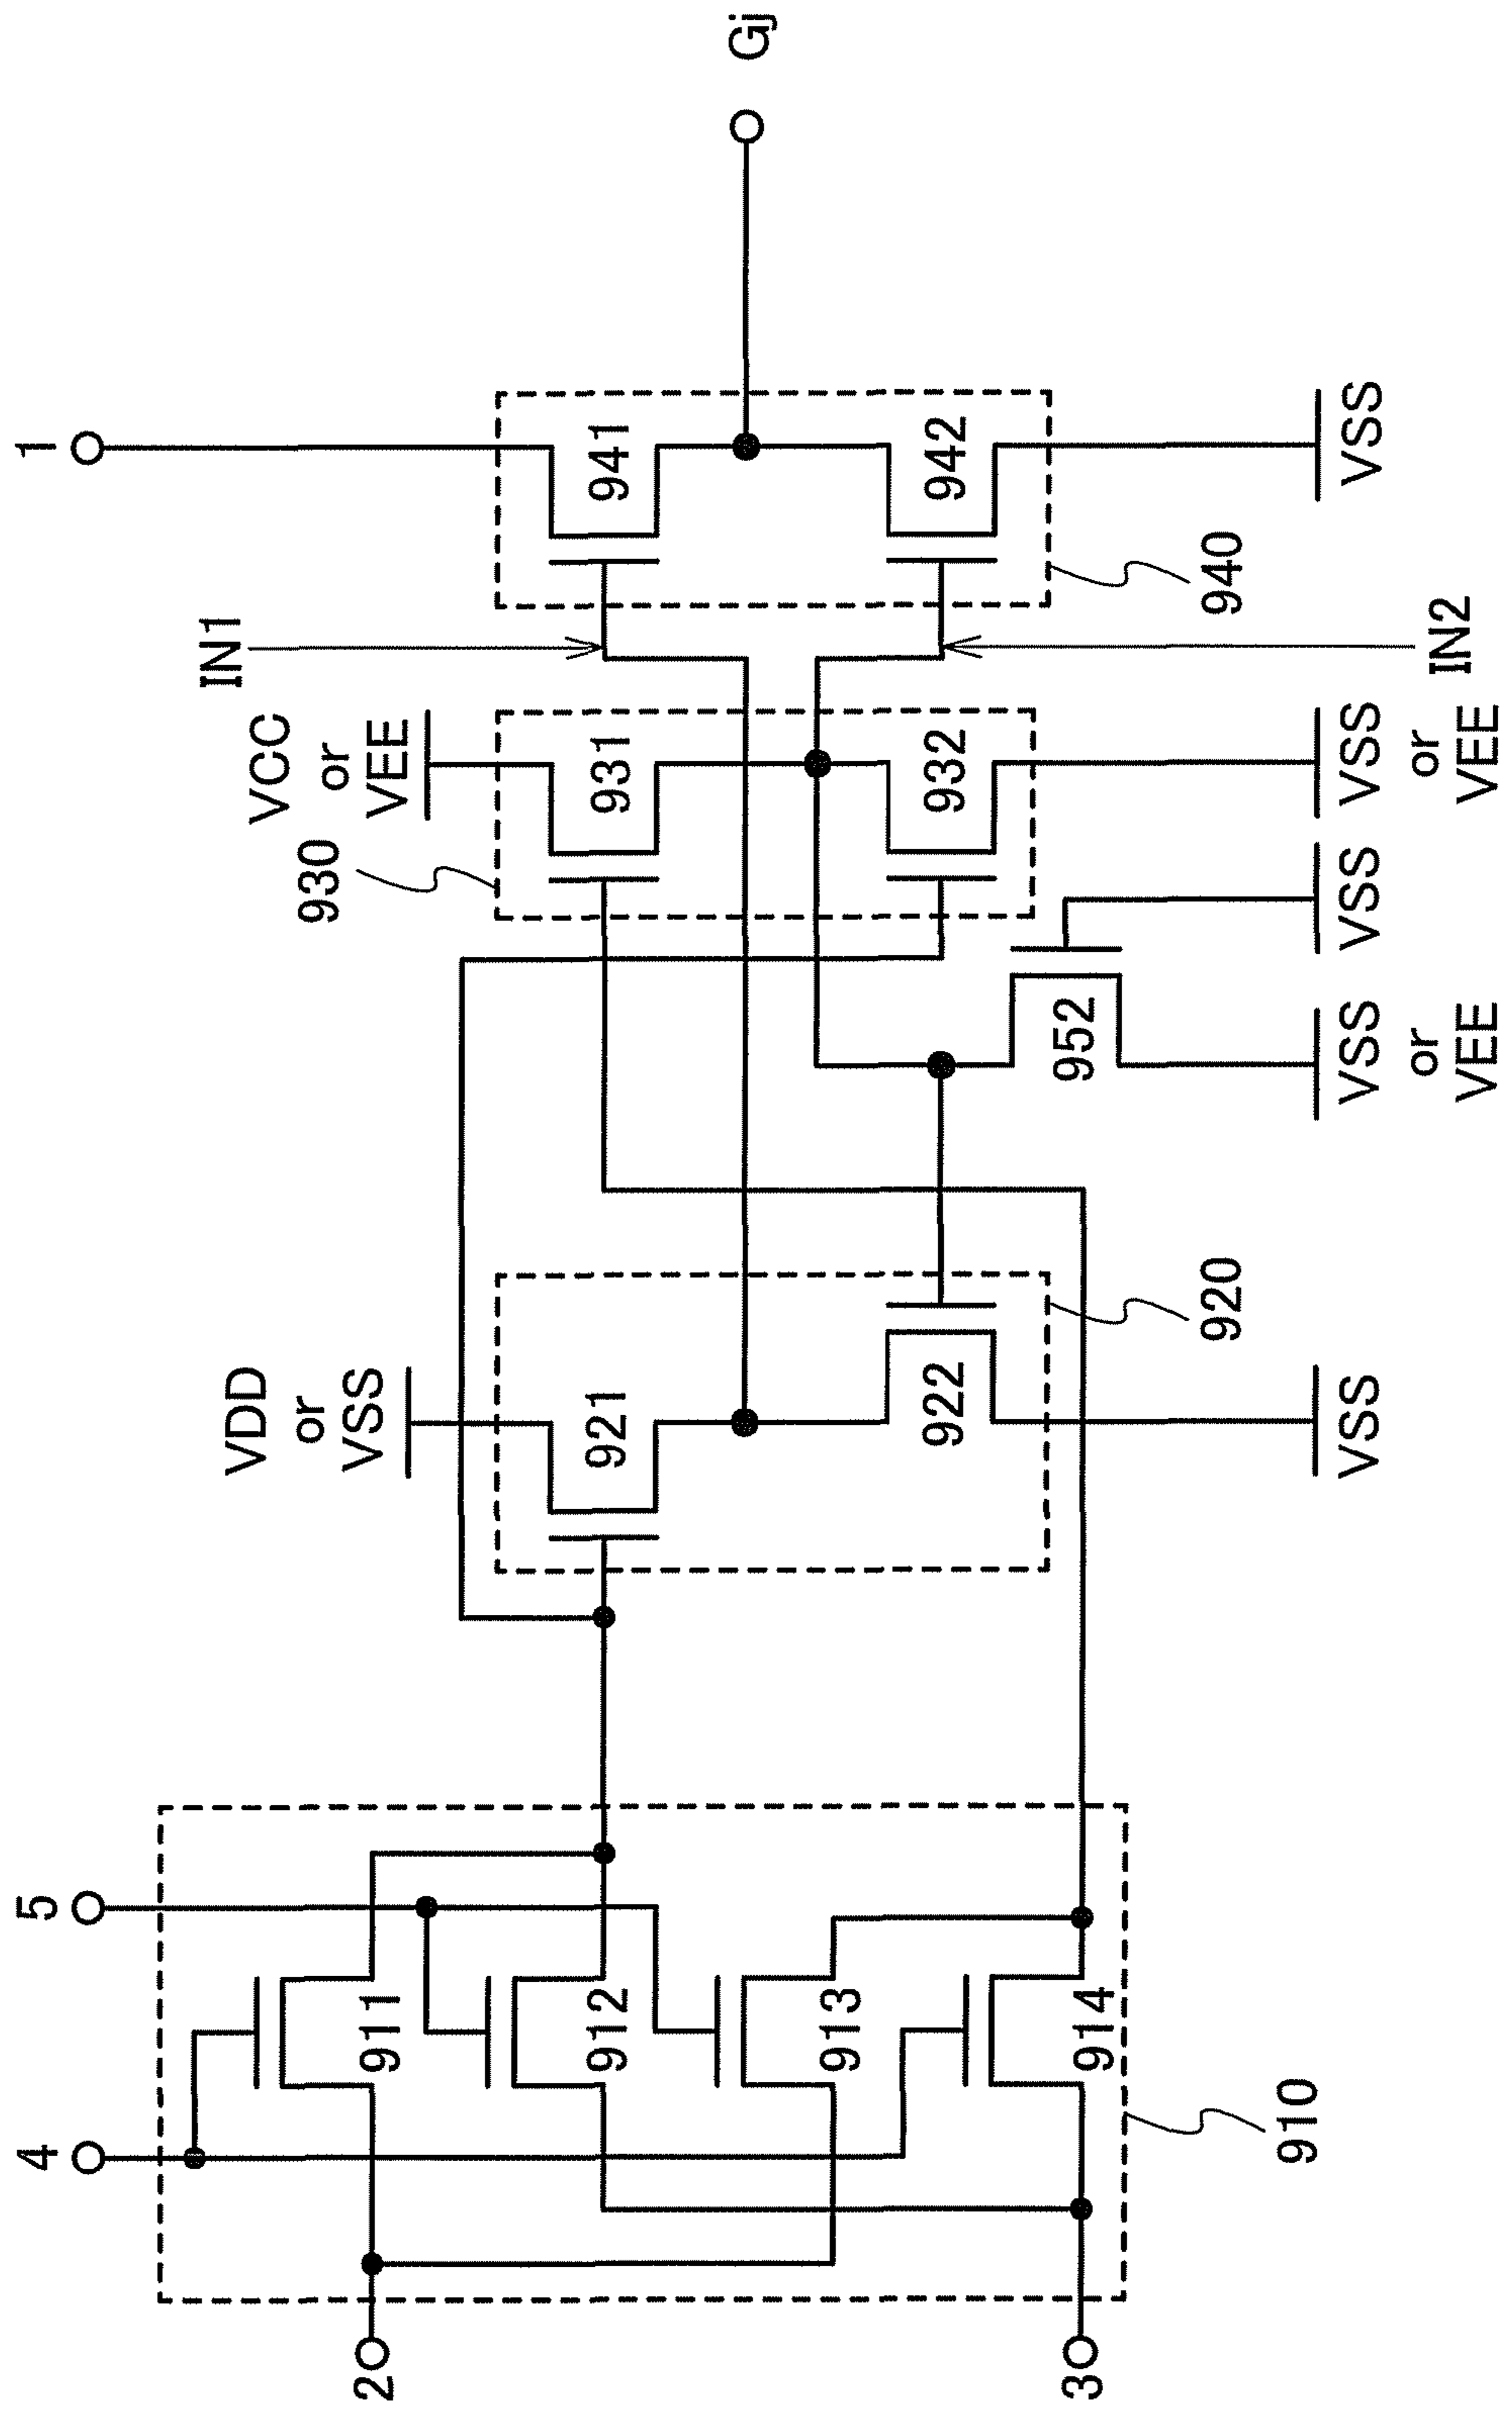 4
5
1
VDD
or
VSS
VCC
or
VEE
IN1
930
2
911
912
921
931
941
Gj
913
922
932
942
952
3
914
920
940
910
VSS
VSS
or
VEE
VSS
VSS
or
VEE
VSS
IN2